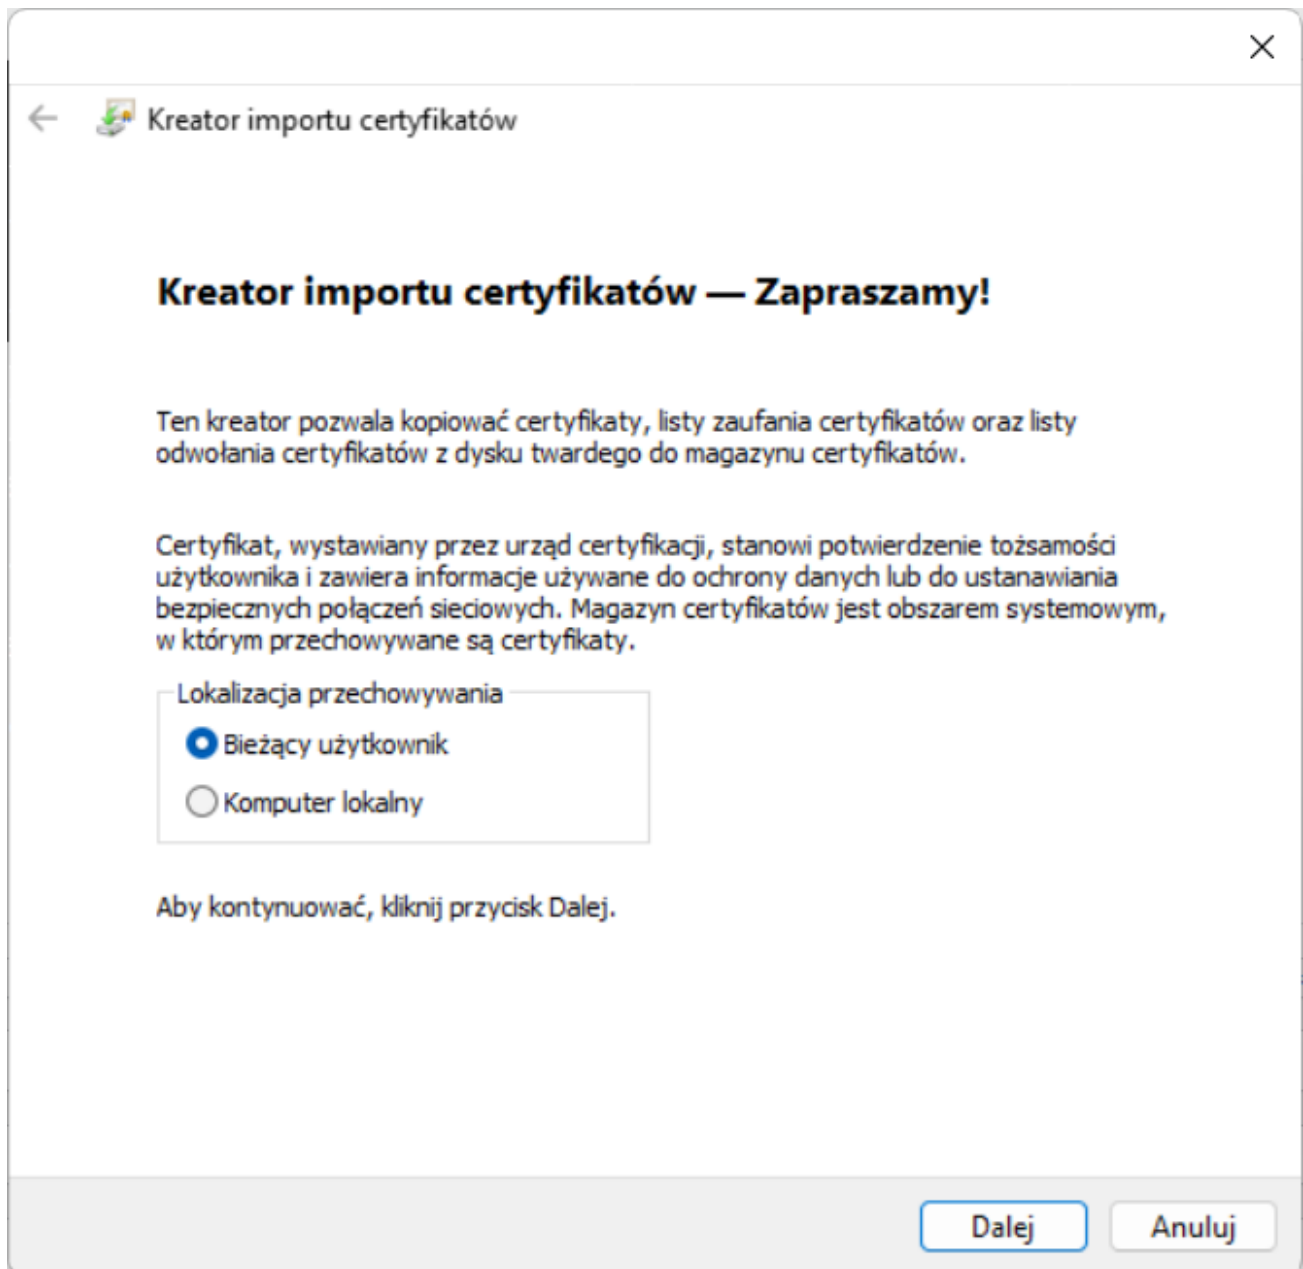 Kreator importu certyfikatów
Kreator importu certyfikatów — Zapraszamy!
Ten kreator pozwala kopiować certyfikaty, listy zaufania certyfikatów oraz listy
odwołania certyfikatów z dysku twardego do magazynu certyfikatów.
Certyfikat, wystawiany przez urząd certyfikacji, stanowi potwierdzenie tożsamości
użytkownika i zawiera informacje używane do ochrony danych lub do ustanawiania
bezpiecznych połączeń sieciowych. Magazyn certyfikatów jest obszarem systemowym,
w którym przechowywane są certyfikaty.
Lokalizacja przechowywania
Bieżący użytkownik
Komputer lokalny
Aby kontynuować, kliknij przycisk Dalej.
Dalej
Anuluj